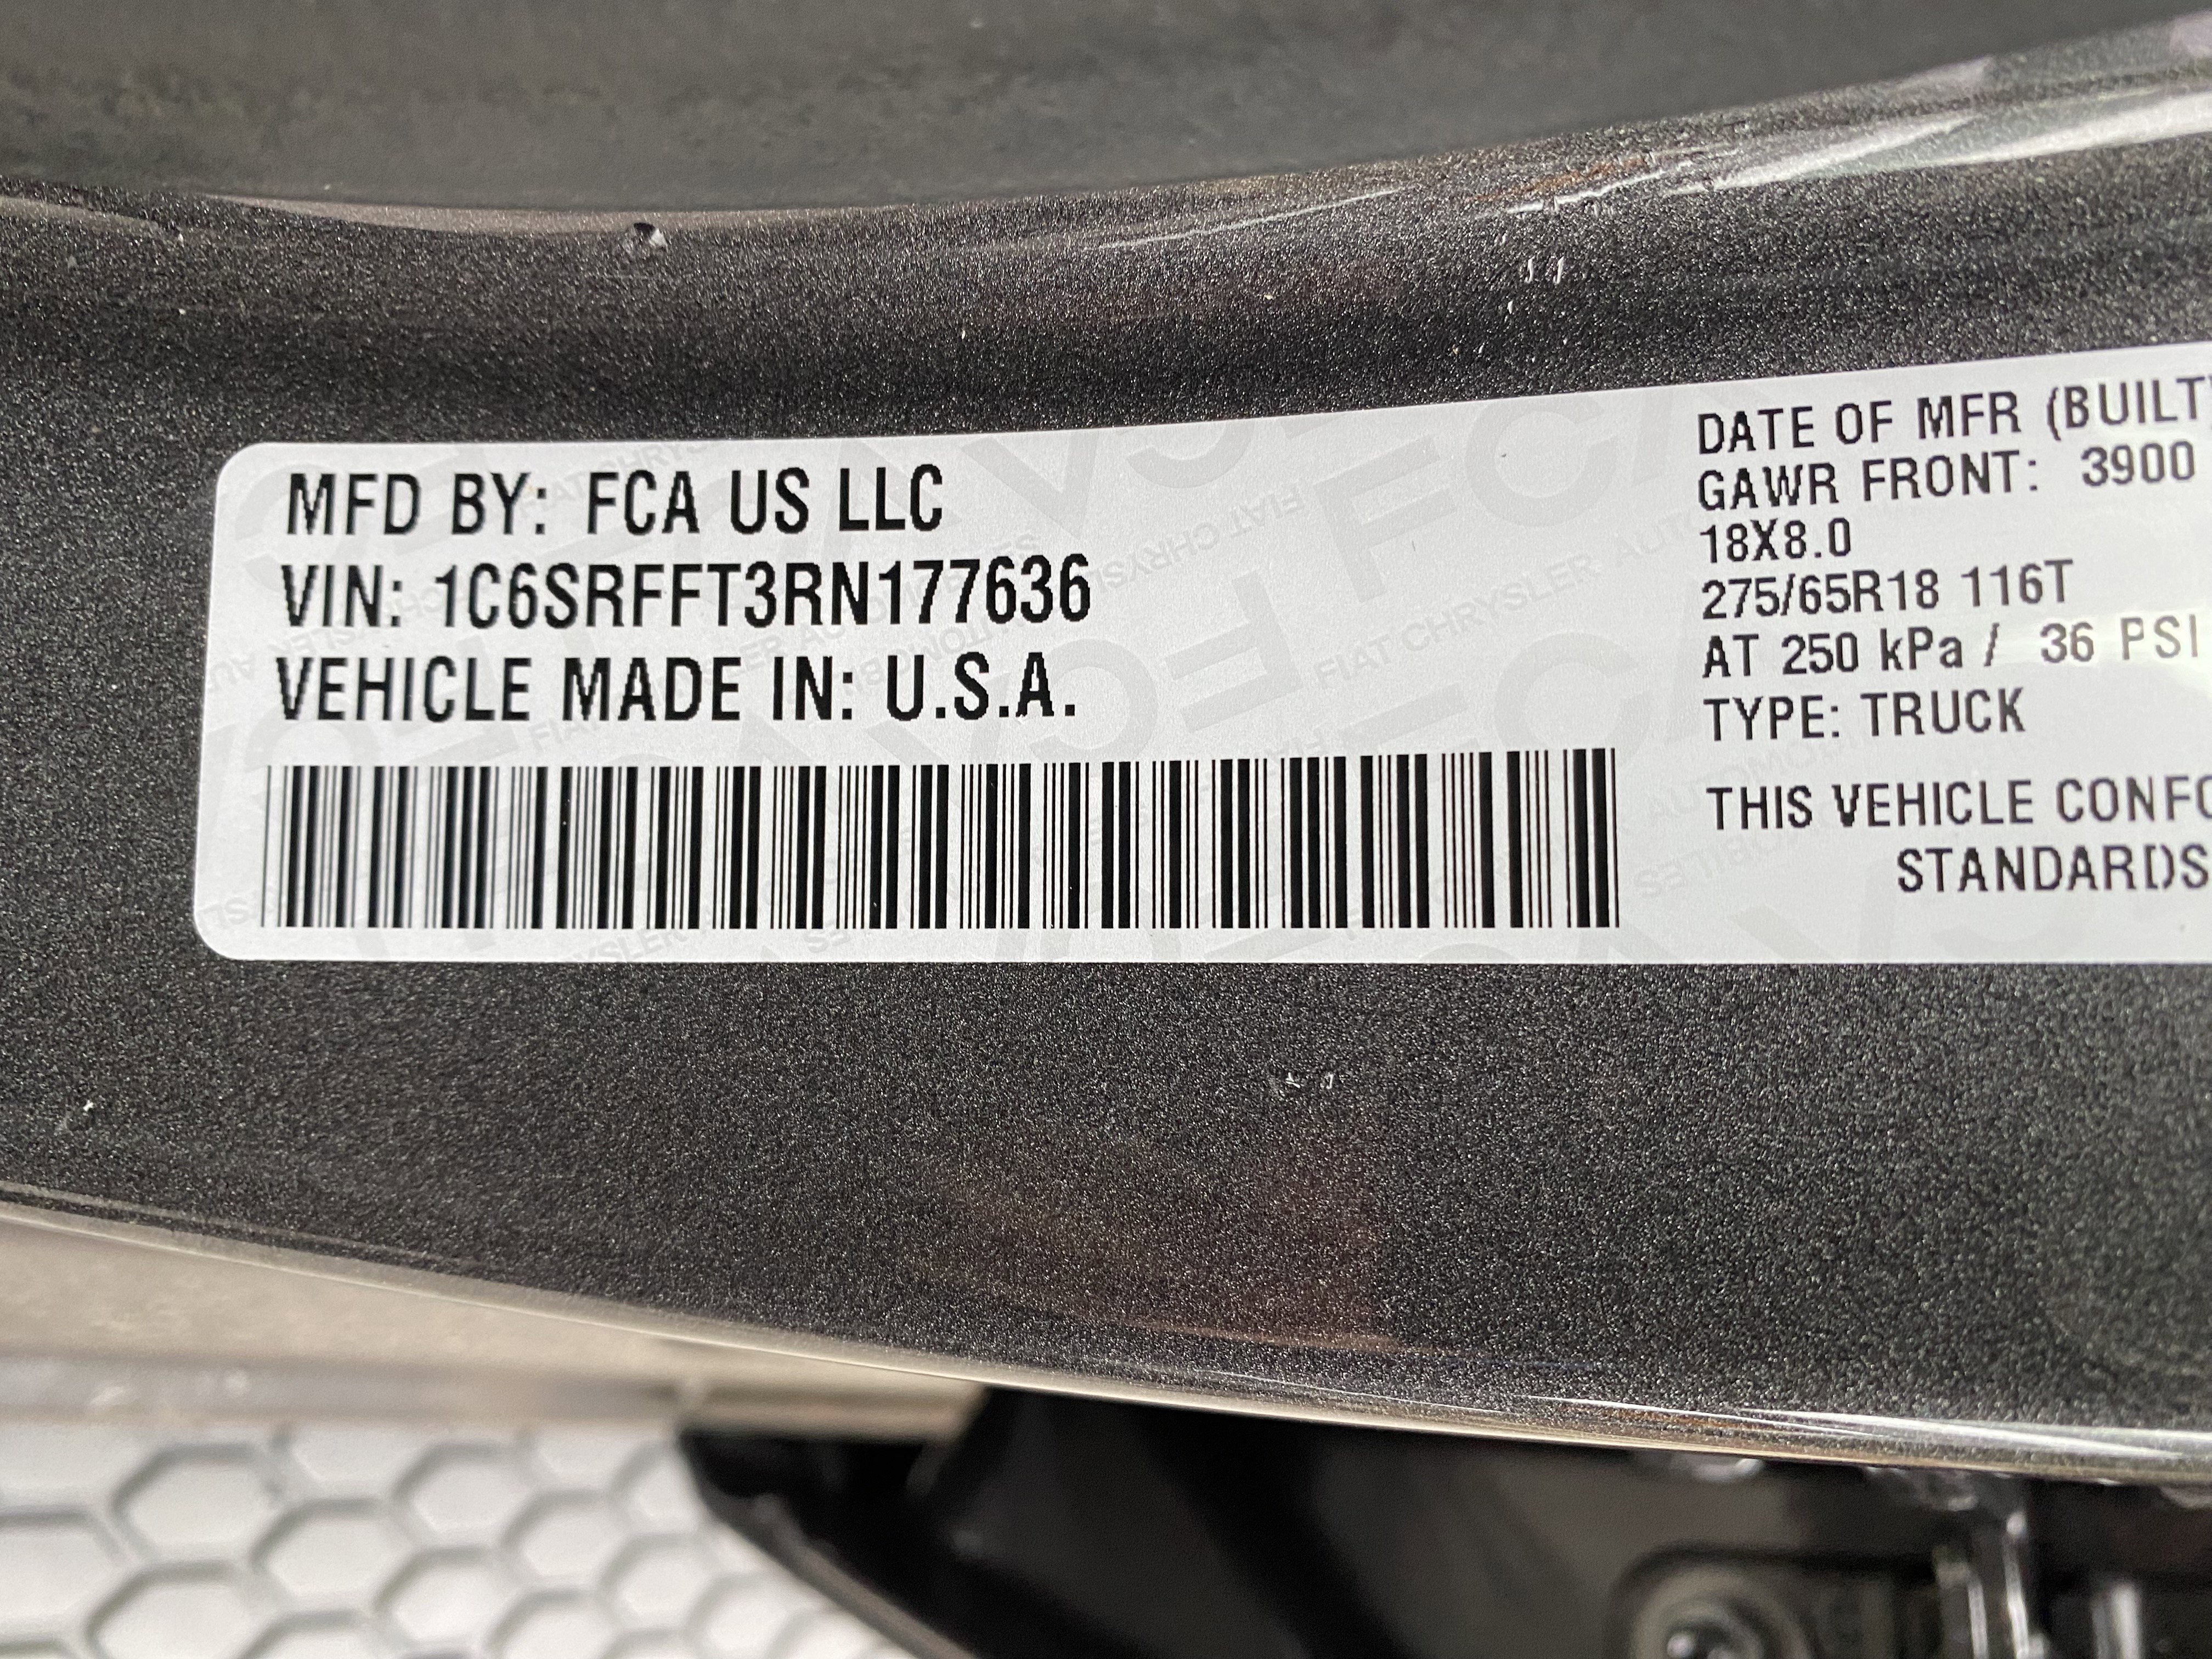 MFD BY: FCA US LLC
VIN: 1C6SRFFT3RN177636
VEHICLE MADE IN: U.S.A.
DATE OF MFR (BUILT
GAWR FRONT: 3900
18X8.0
275/65R18 116T
AT 250 kPa / 36 PSI
TYPE: TRUCK
THIS VEHICLE CONFO
STANDARDS